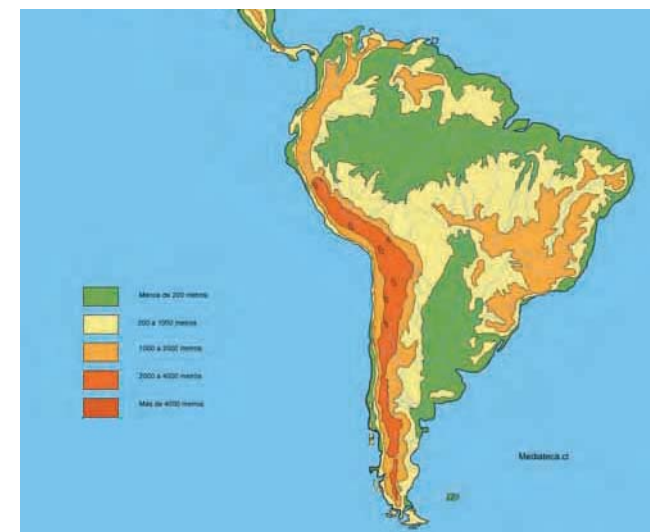 Menos de 200 metros
200 a 1000 metros
1000 a 2000 metros
2000 a 4000 metros
Más de 4000 metros
Mediateca.cl